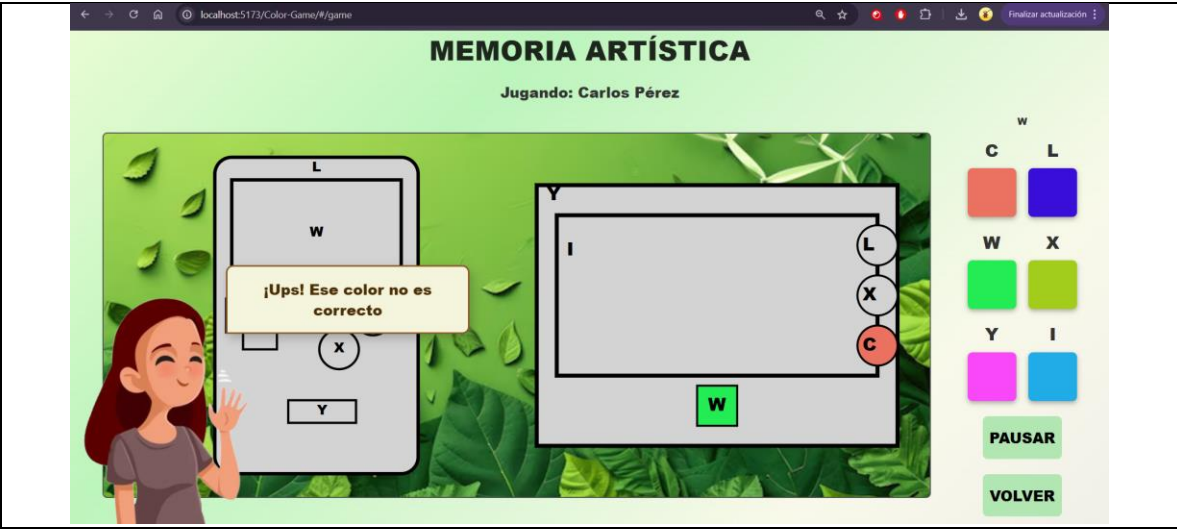 localhost:5173/Color-Game/#/game
Finalizar actualización
MEMORIA ARTÍSTICA
Jugando: Carlos Pérez
L
W
¡Ups! Ese color no es
correcto
X
Y
Y
I
L
X
C
W
W
C L
W X
Y I
PAUSAR
VOLVER